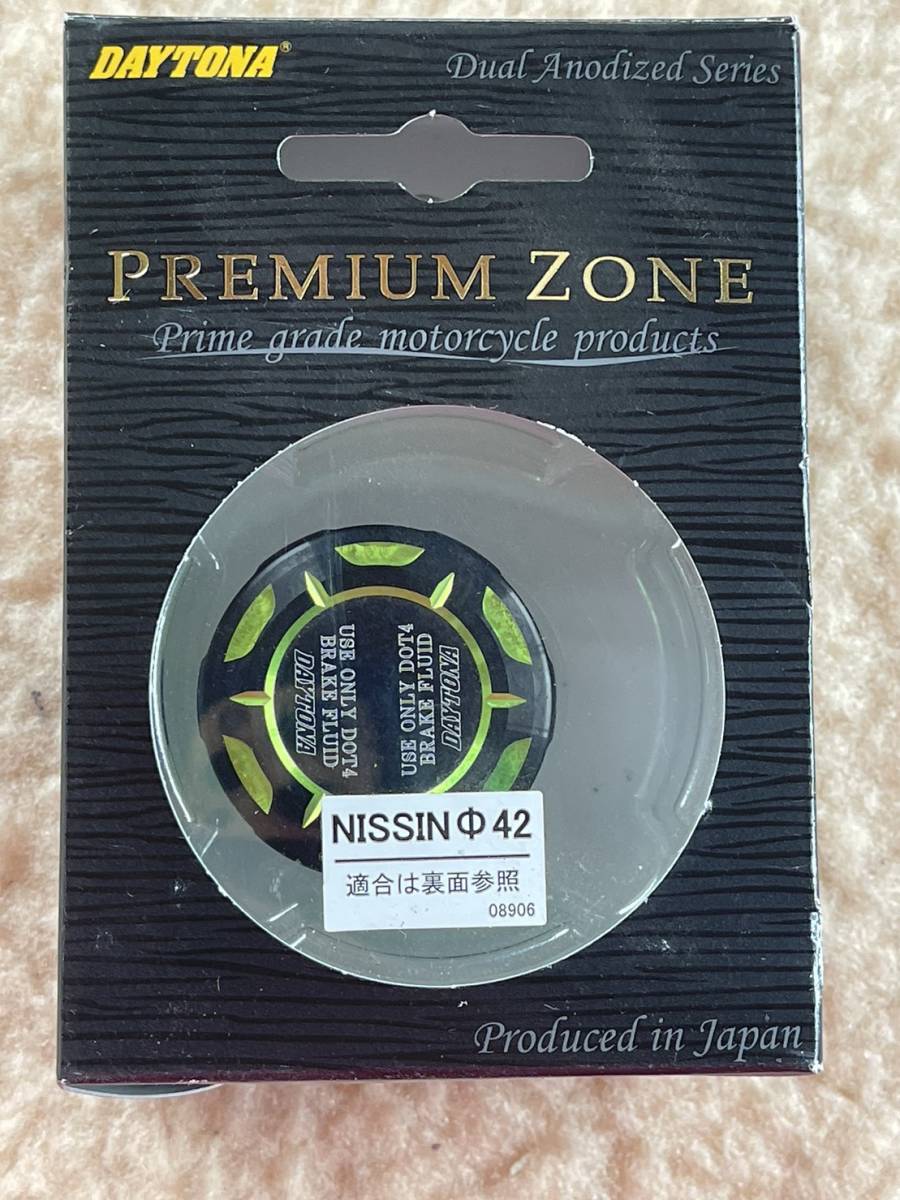 DAYTONA®
Dual Anodized Series
PREMIUM ZONE
Prime grade motorcycle products
USE ONLY DOT4
BRAKE FLUID
DAYTONA
USE ONLY DOT4
BRAKE FLUID
DAYTONA
NISSIN Φ 42
適合は裏面参照
08906
Produced in Japan